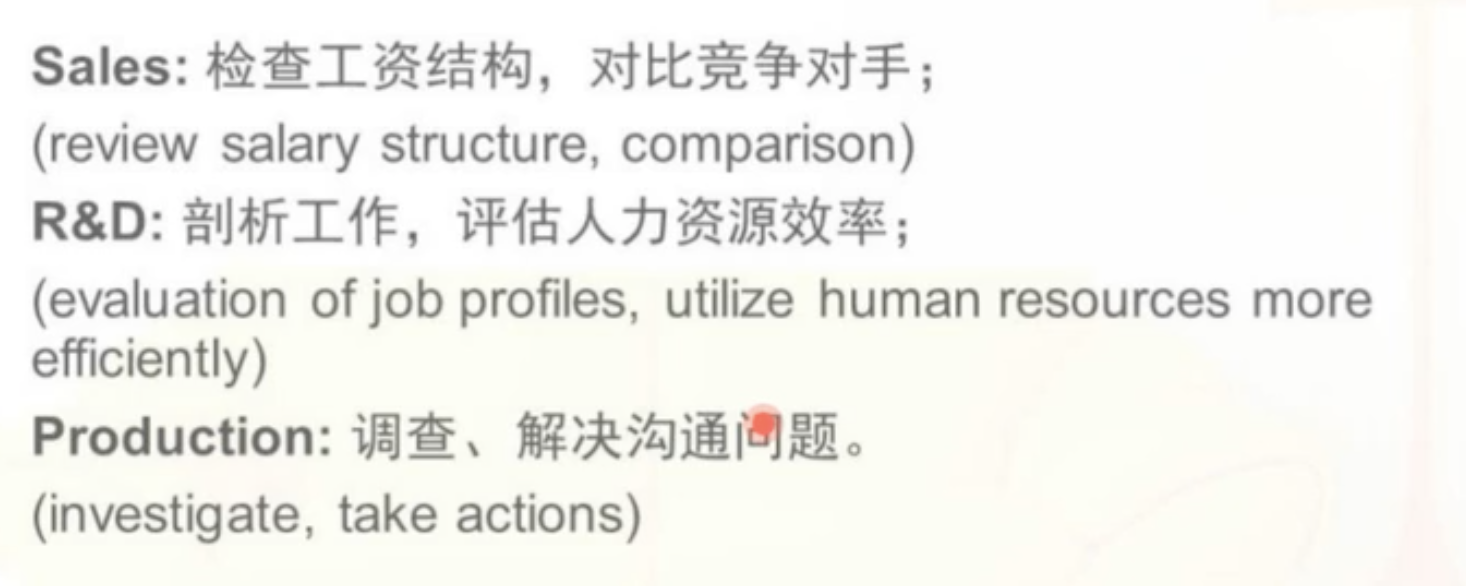 Sales: 检查工资结构，对比竞争对手；
(review salary structure, comparison)
R&D: 剖析工作，评估人力资源效率；
(evaluation of job profiles, utilize human resources more
efficiently)
Production: 调查、解决沟通问题。
(investigate, take actions)